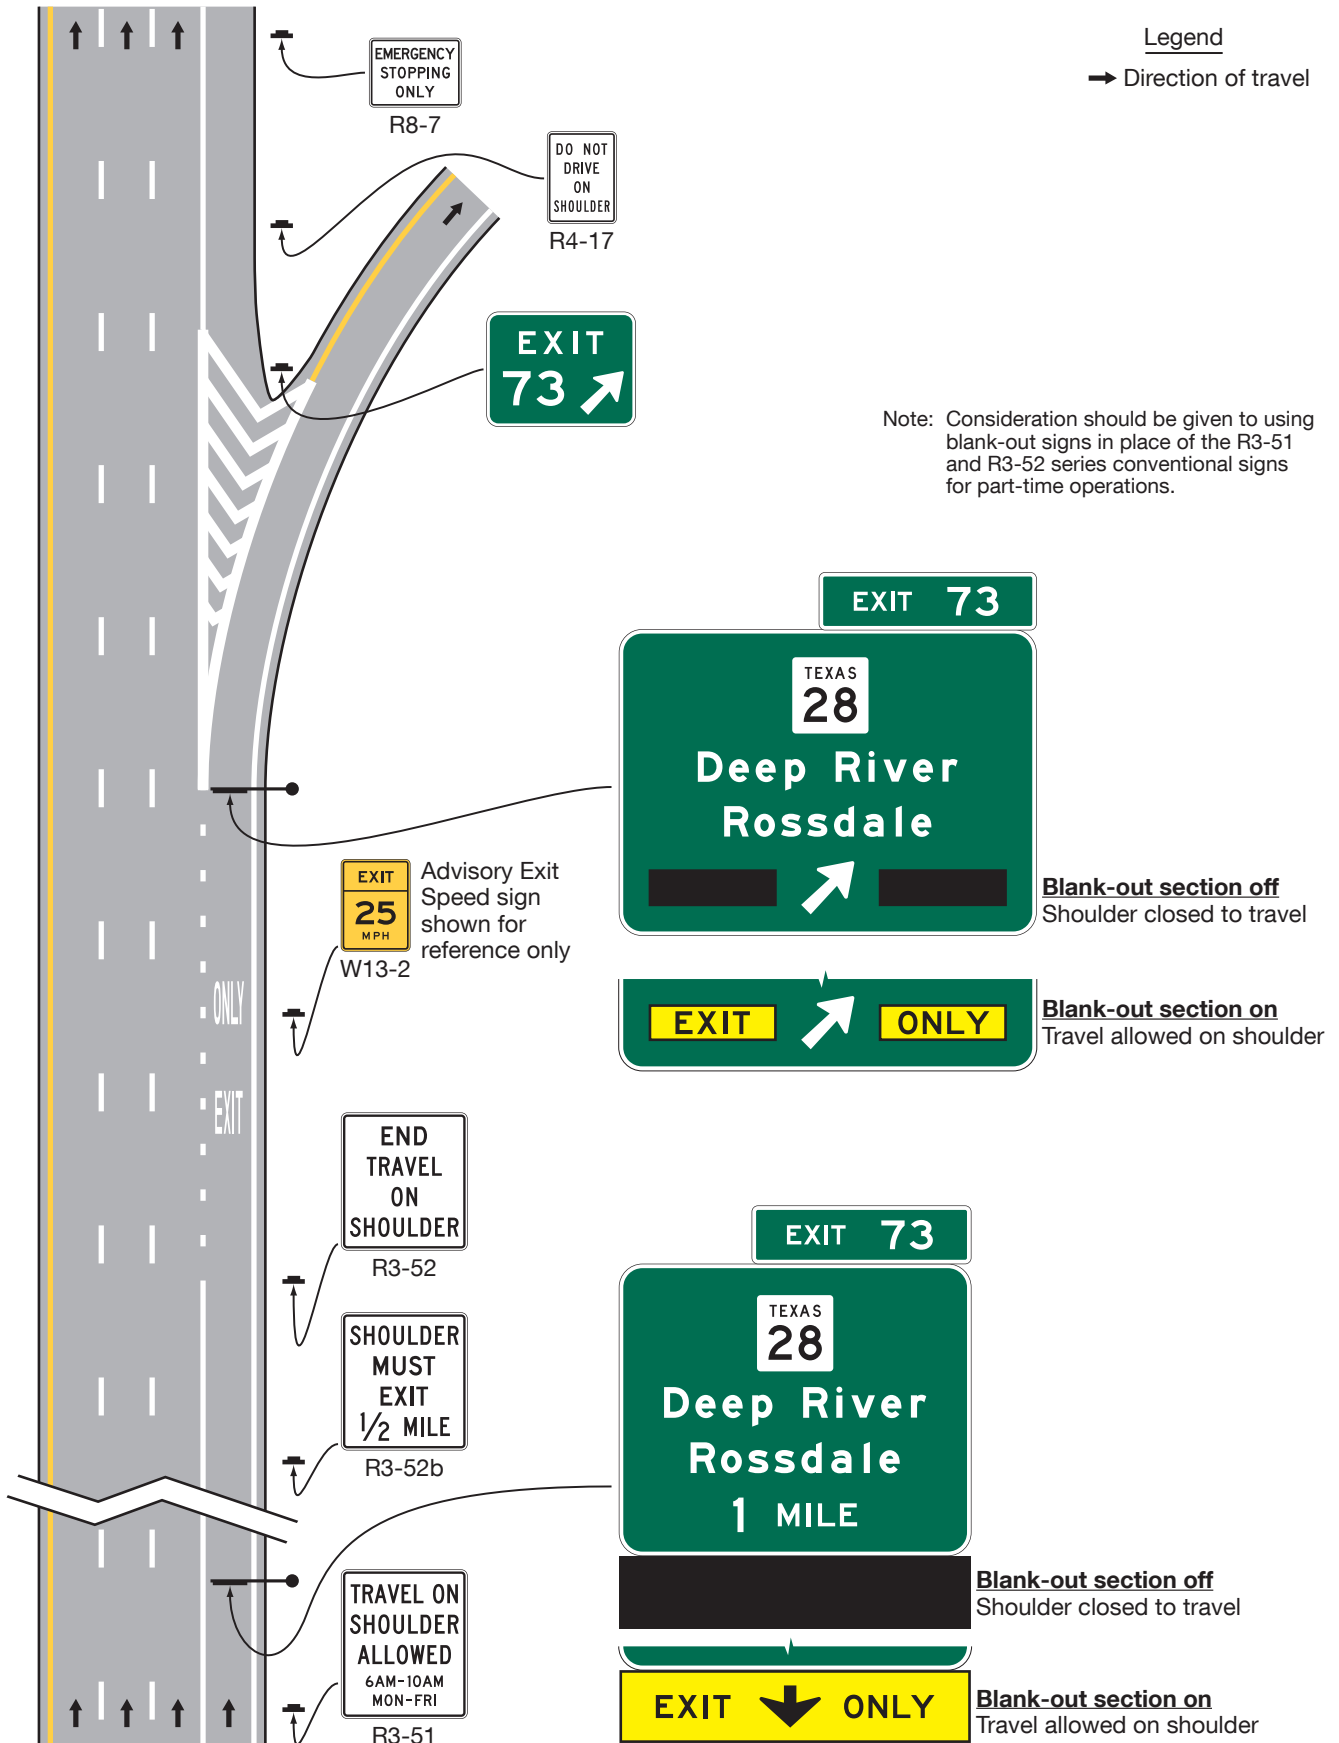 Legend
Direction of travel
EMERGENCY
STOPPING
ONLY
R8-7
DO NOT
DRIVE
ON
SHOULDER
R4-17
EXIT
73
Note: Consideration should be given to using
blank-out signs in place of the R3-51
and R3-52 series conventional signs
for part-time operations.
EXIT 73
TEXAS
28
Deep River
Rossdale
Blank-out section off
Shoulder closed to travel
EXIT ONLY
Blank-out section on
Travel allowed on shoulder
EXIT
25
MPH
W13-2
Advisory Exit
Speed sign
shown for
reference only
ONLY
EXIT
END
TRAVEL
ON
SHOULDER
R3-52
SHOULDER
MUST
EXIT
1/2 MILE
R3-52b
EXIT 73
TEXAS
28
Deep River
Rossdale
1 MILE
Blank-out section off
Shoulder closed to travel
EXIT ONLY
Blank-out section on
Travel allowed on shoulder
TRAVEL ON
SHOULDER
ALLOWED
6AM-10AM
MON-FRI
R3-51